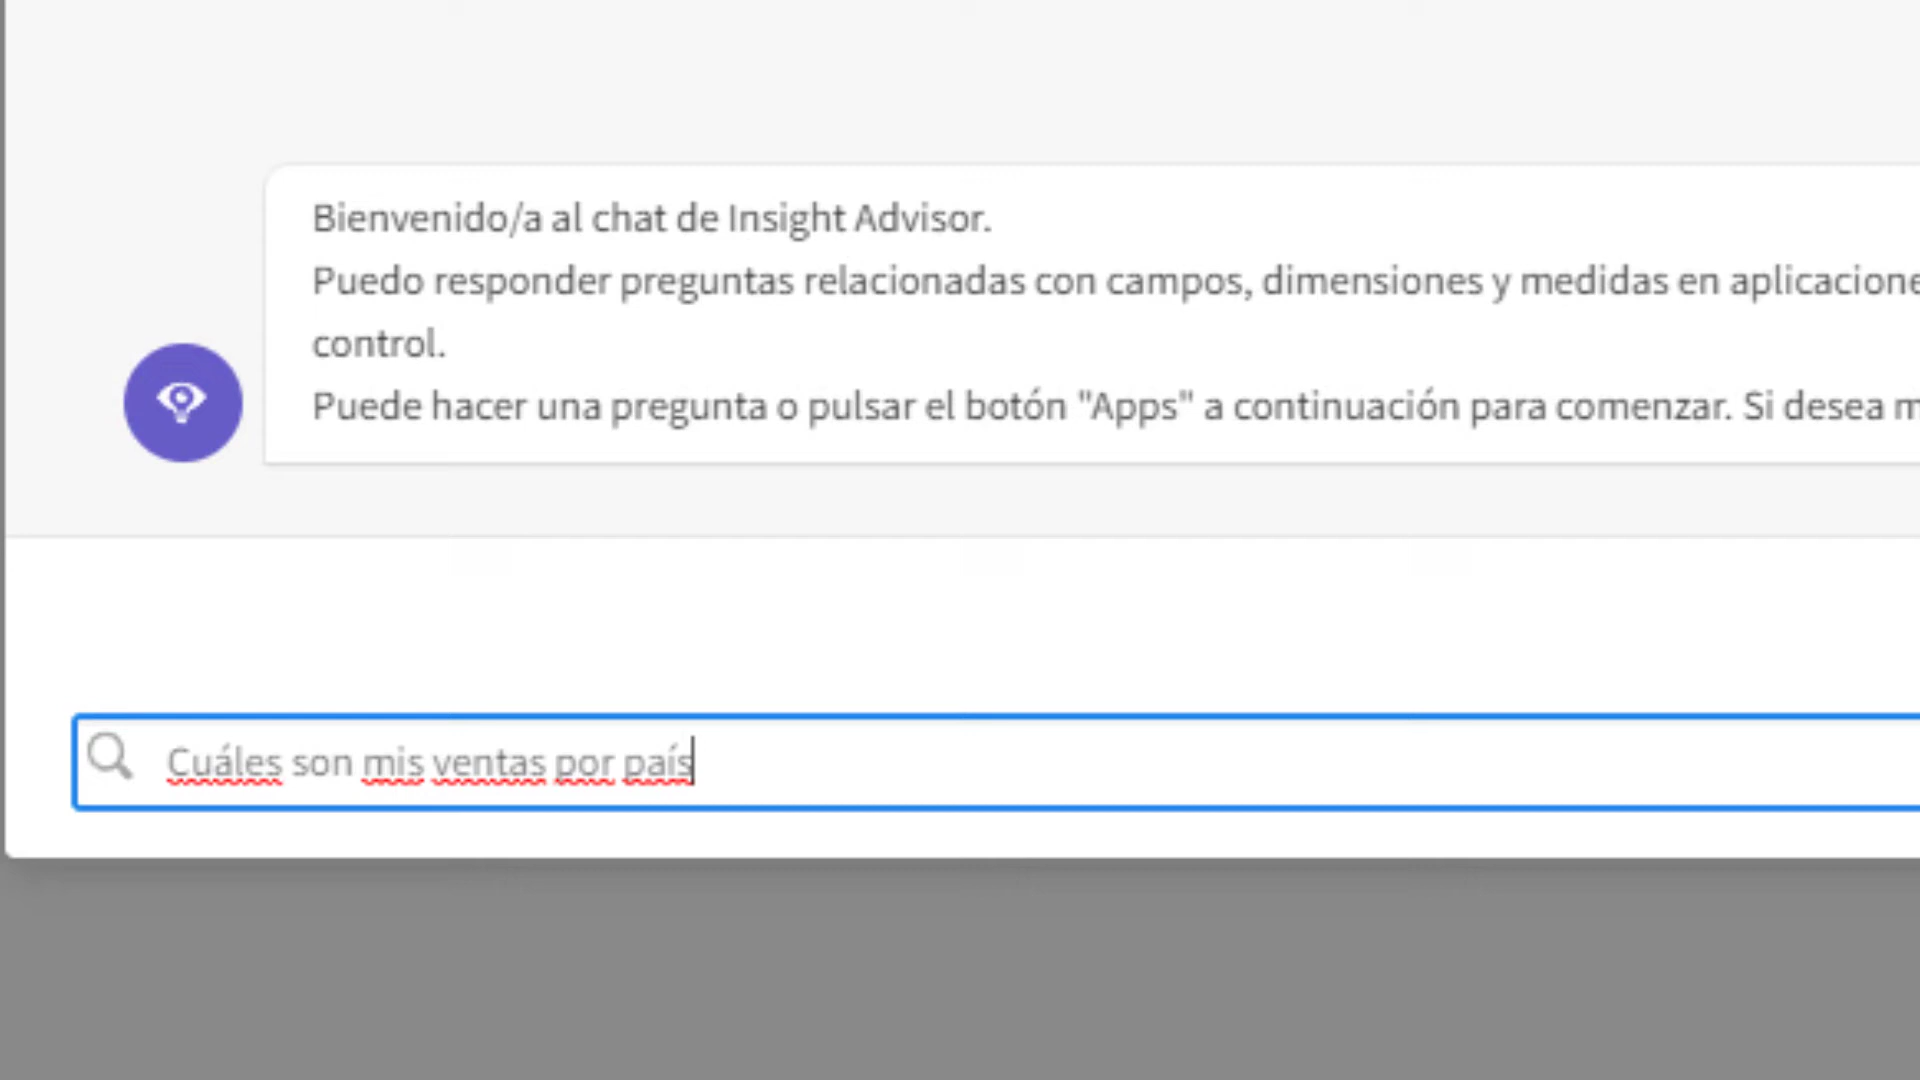 Bienvenido/a al chat de Insight Advisor.
Puedo responder preguntas relacionadas con campos, dimensiones y medidas en aplicacione
control.
Puede hacer una pregunta o pulsar el botón "Apps" a continuación para comenzar. Si desea m
Cuáles son mis ventas por país